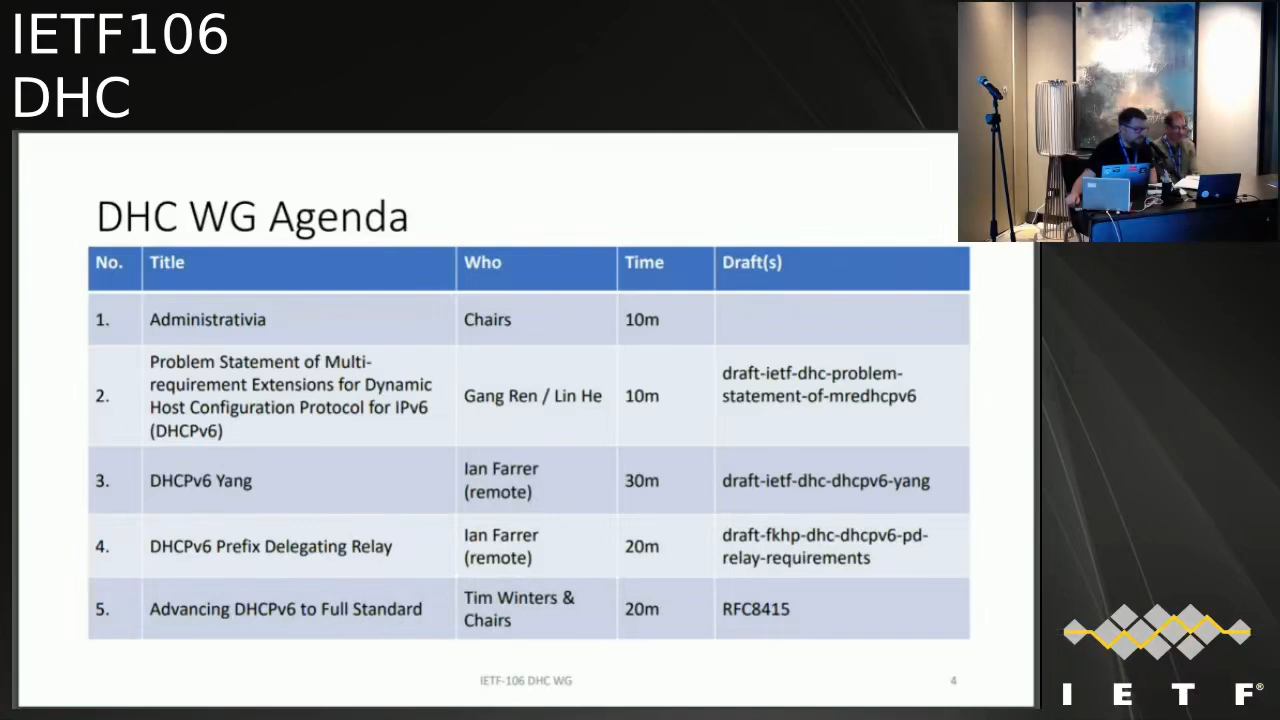 IETF106
DHC
DHC WG Agenda
No. Title Who Time Draft(s)
1. Administrativia Chairs 10m
2. Problem Statement of Multi-
requirement Extensions for Dynamic
Host Configuration Protocol for IPv6
(DHCPv6)
Gang Ren / Lin He 10m
draft-ietf-dhc-problem-
statement-of-mredhcpv6
3. DHCPv6 Yang
Ian Farrer
(remote)
30m draft-ietf-dhc-dhcpv6-yang
4. DHCPv6 Prefix Delegating Relay
Ian Farrer
(remote)
20m
draft-fkhp-dhc-dhcpv6-pd-
relay-requirements
5. Advancing DHCPv6 to Full Standard
Tim Winters &
Chairs
20m RFC8415
IETF-106 DHC WG 4
I E T F®